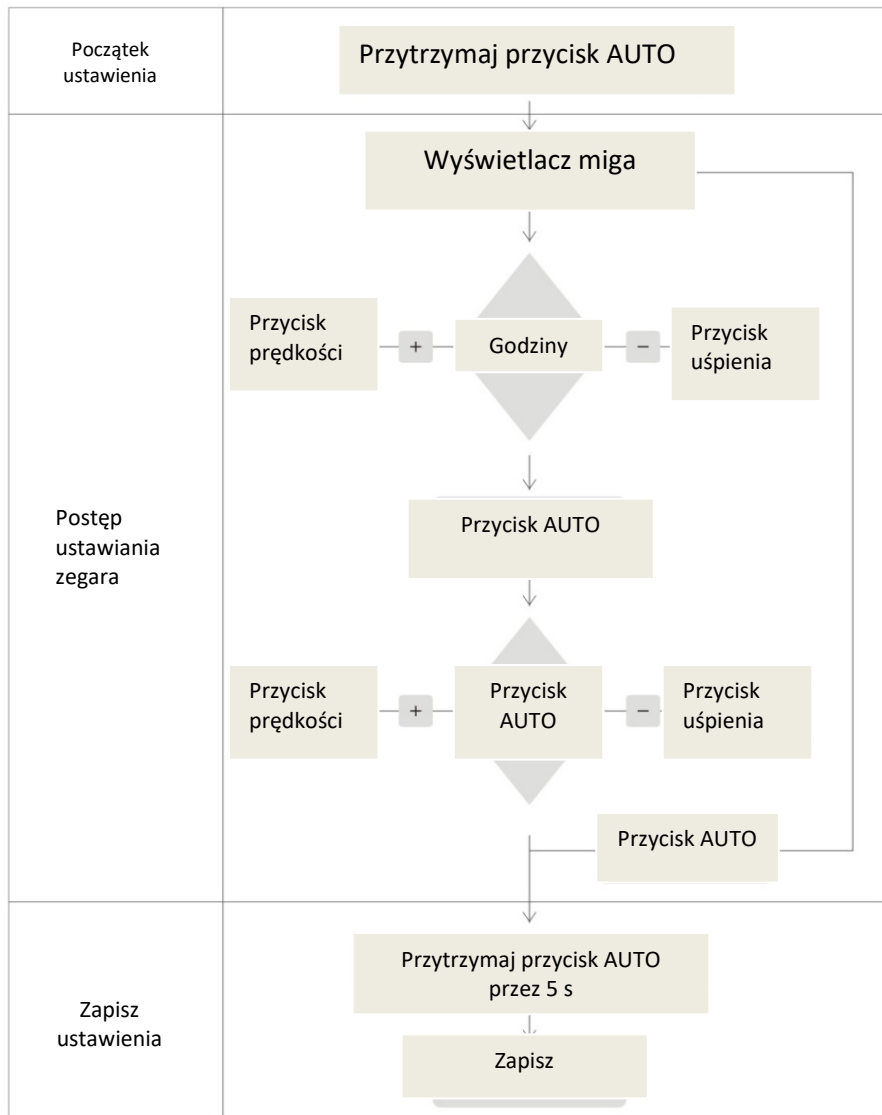 Początek
ustawienia
Przytrzymaj przycisk AUTO
Wyświetlacz miga
Przycisk
prędkości
+
Godziny
−
Przycisk
uśpienia
Przycisk AUTO
Postęp
ustawiania
zegara
Przycisk
prędkości
+
Przycisk
AUTO
−
Przycisk
uśpienia
Przycisk AUTO
Zapisz
ustawienia
Przytrzymaj przycisk AUTO
przez 5 s
Zapisz